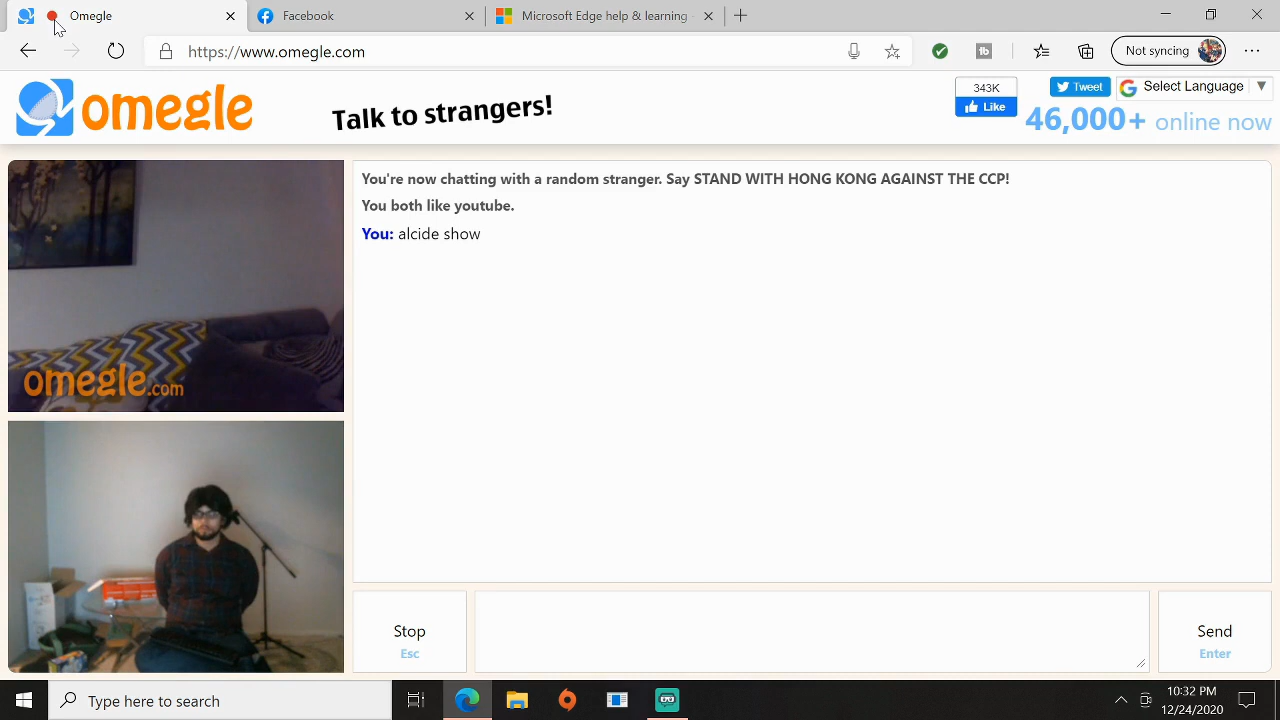 Omegle
Facebook
Microsoft Edge help & learning
https://www.omegle.com
Not syncing
omegle
Talk to strangers!
343K
Like
Tweet
Select Language
46,000+ online now
You're now chatting with a random stranger. Say STAND WITH HONG KONG AGAINST THE CCP!
You both like youtube.
You: alcide show
omegle.com
Stop
Esc
Send
Enter
Type here to search
10:32 PM
12/24/2020